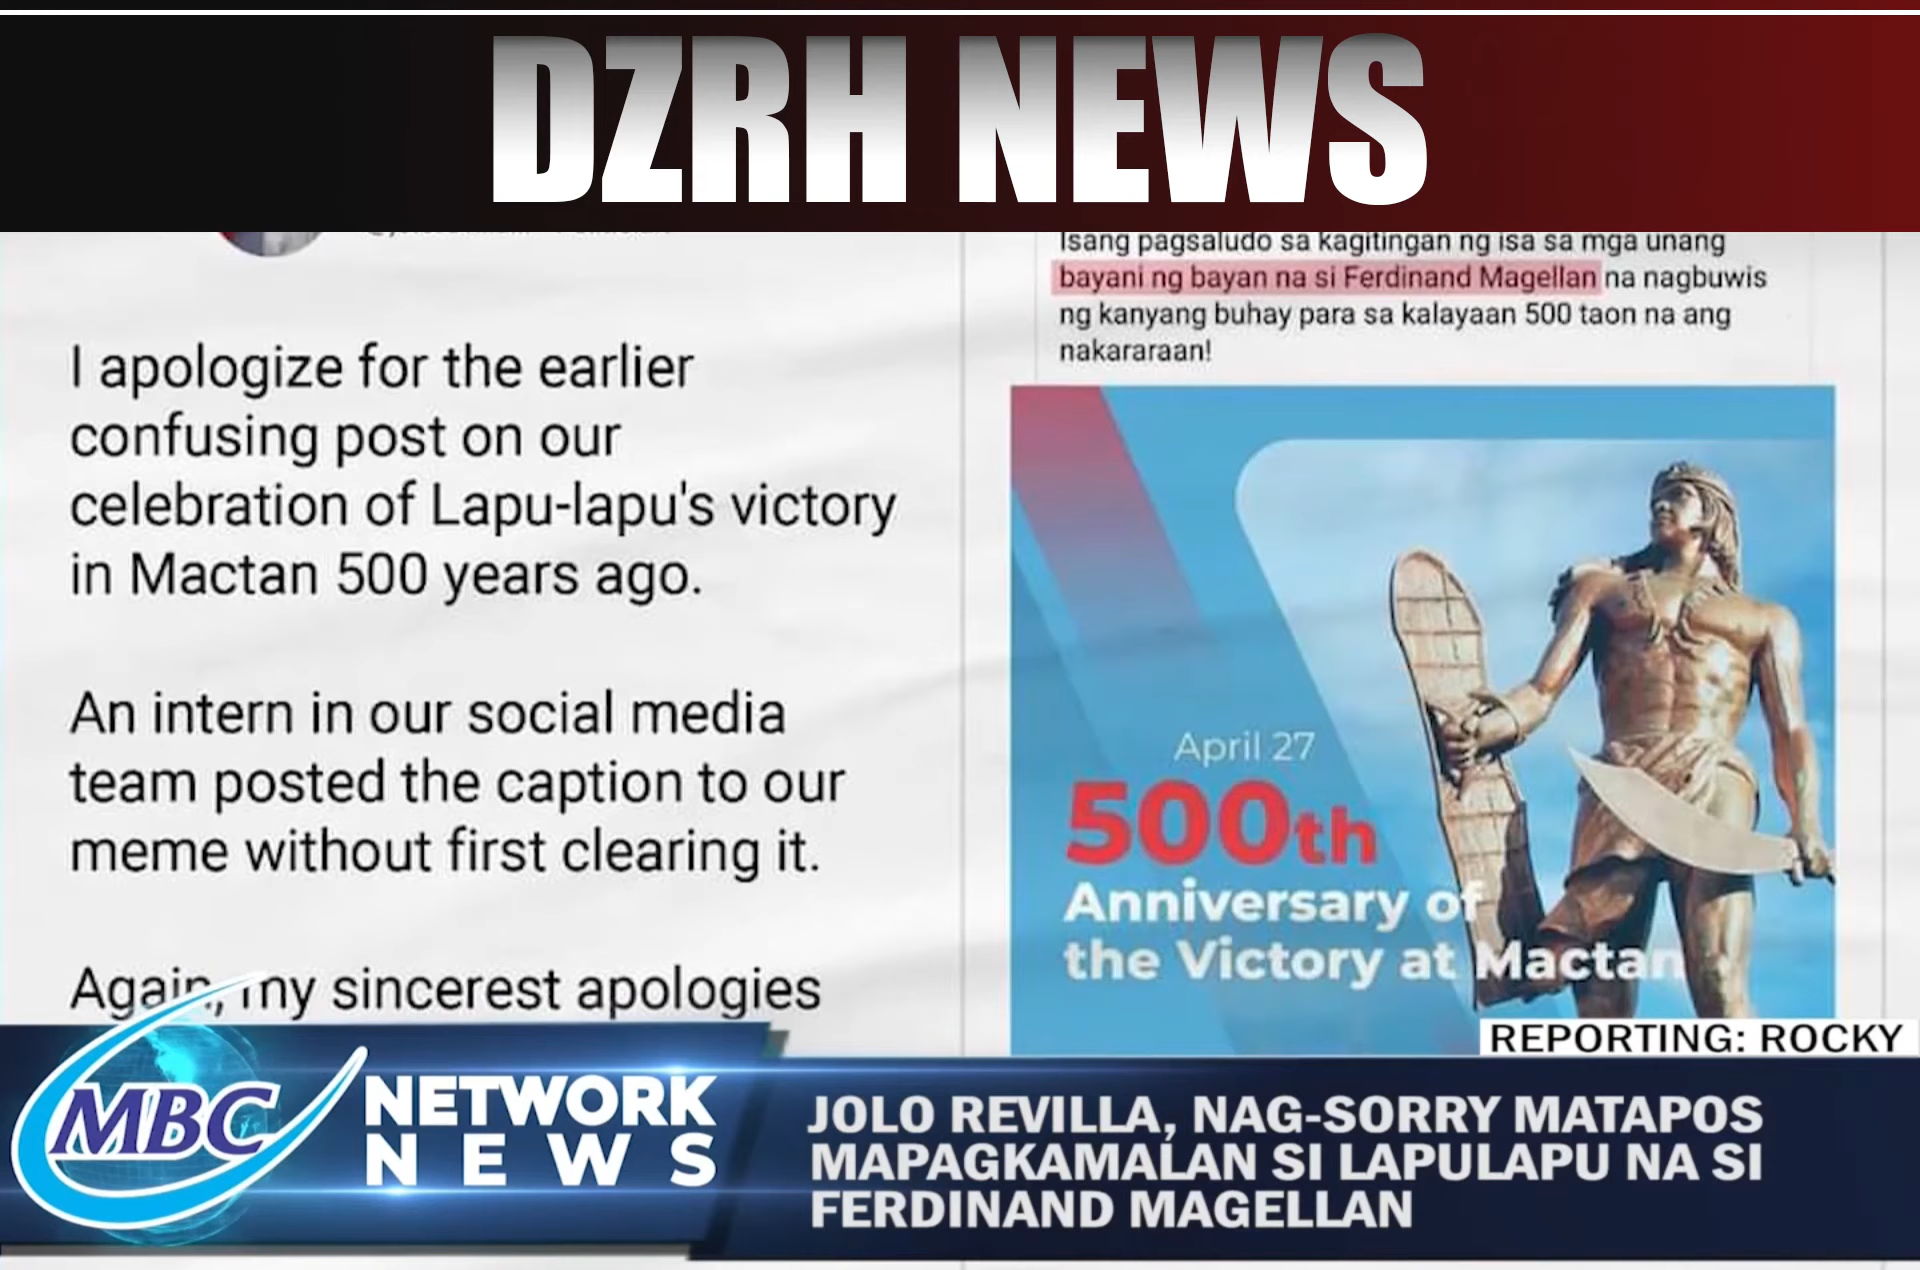 DZRH NEWS
I apologize for the earlier
confusing post on our
celebration of Lapu-lapu's victory
in Mactan 500 years ago.
An intern in our social media
team posted the caption to our
meme without first clearing it.
Again, my sincerest apologies
Isang pagsaludo sa kagitingan ng isa sa mga unang
bayani ng bayan na si Ferdinand Magellan na nagbuwis
ng kanyang buhay para sa kalayaan 500 taon na ang
nakararaan!
April 27
500th
Anniversary of
the Victory at Mactan
REPORTING: ROCKY
MBC
NETWORK
NEWS
JOLO REVILLA, NAG-SORRY MATAPOS
MAPAGKAMALAN SI LAPULAPU NA SI
FERDINAND MAGELLAN